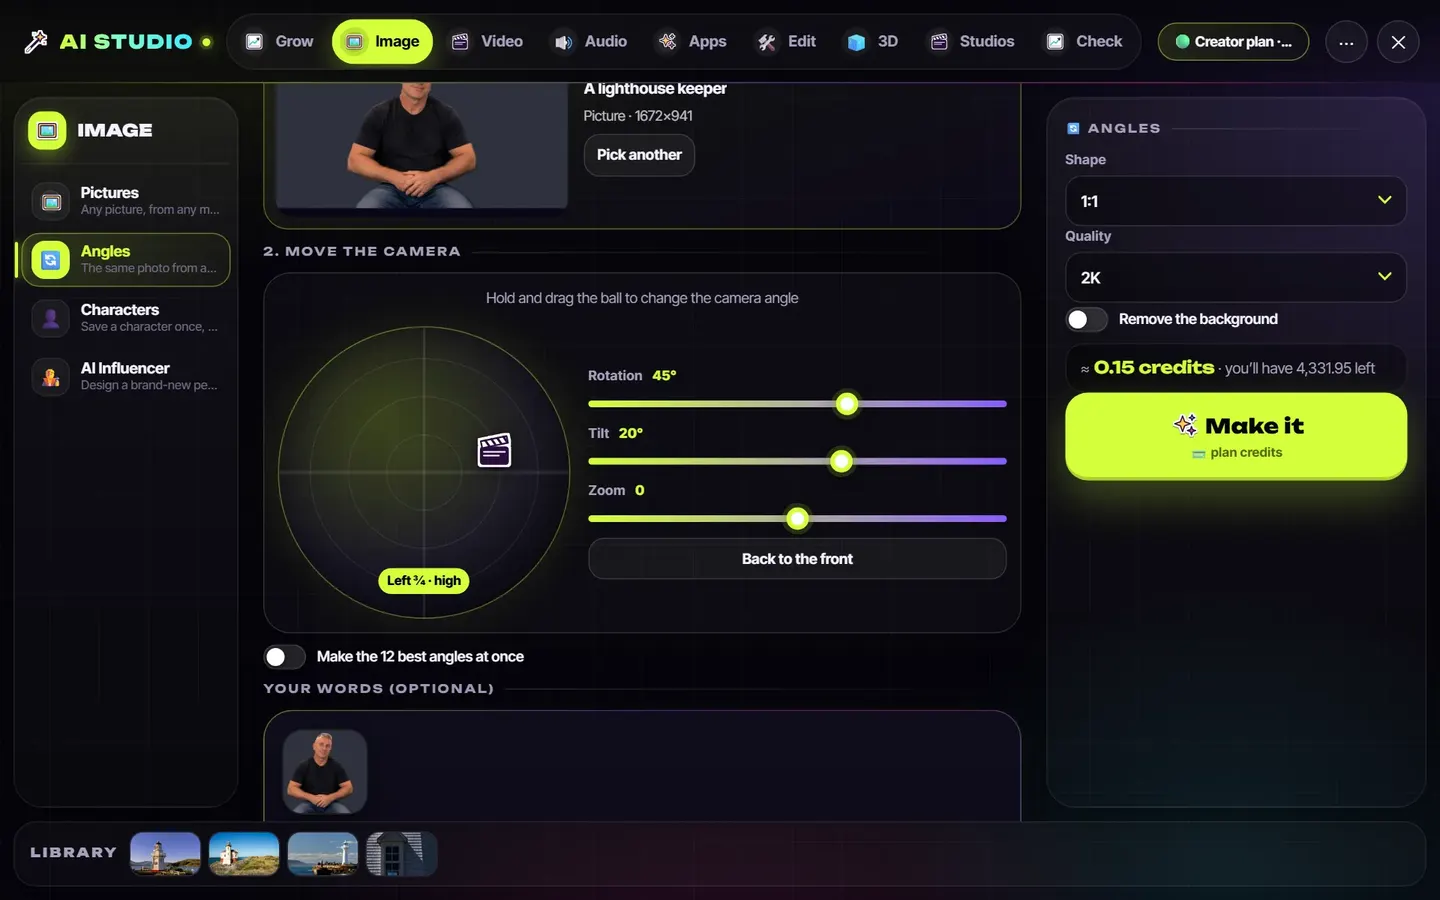 AI STUDIO
Grow
Image
Video
Audio
Apps
Edit
3D
Studios
Check
Creator plan ·...
...
IMAGE
Pictures
Any picture, from any m...
Angles
The same photo from a...
Characters
Save a character once, ...
AI Influencer
Design a brand-new pe...
A lighthouse keeper
Picture · 1672×941
Pick another
2. MOVE THE CAMERA
Hold and drag the ball to change the camera angle
Left ¾ · high
Rotation 45°
Tilt 20°
Zoom 0
Back to the front
Make the 12 best angles at once
YOUR WORDS (OPTIONAL)
ANGLES
Shape
1:1
Quality
2K
Remove the background
≈ 0.15 credits · you'll have 4,331.95 left
Make it
plan credits
LIBRARY